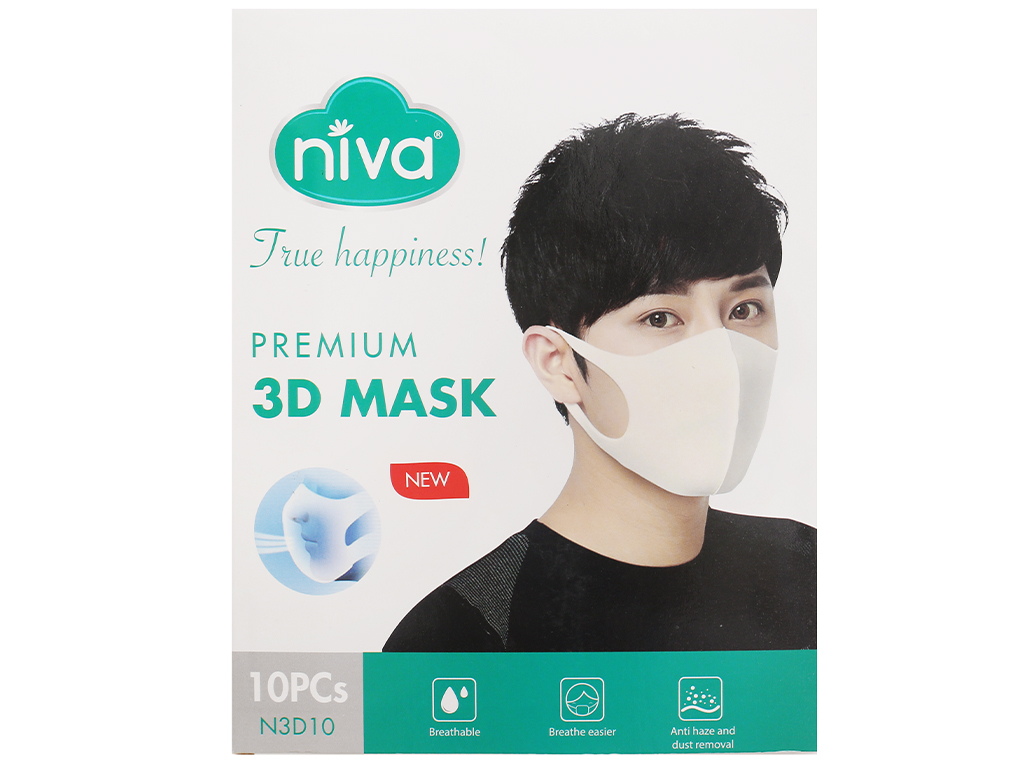 niva®
True happiness!
PREMIUM
3D MASK
NEW
10PCs
N3D10
Breathable
Breathe easier
Anti haze and
dust removal